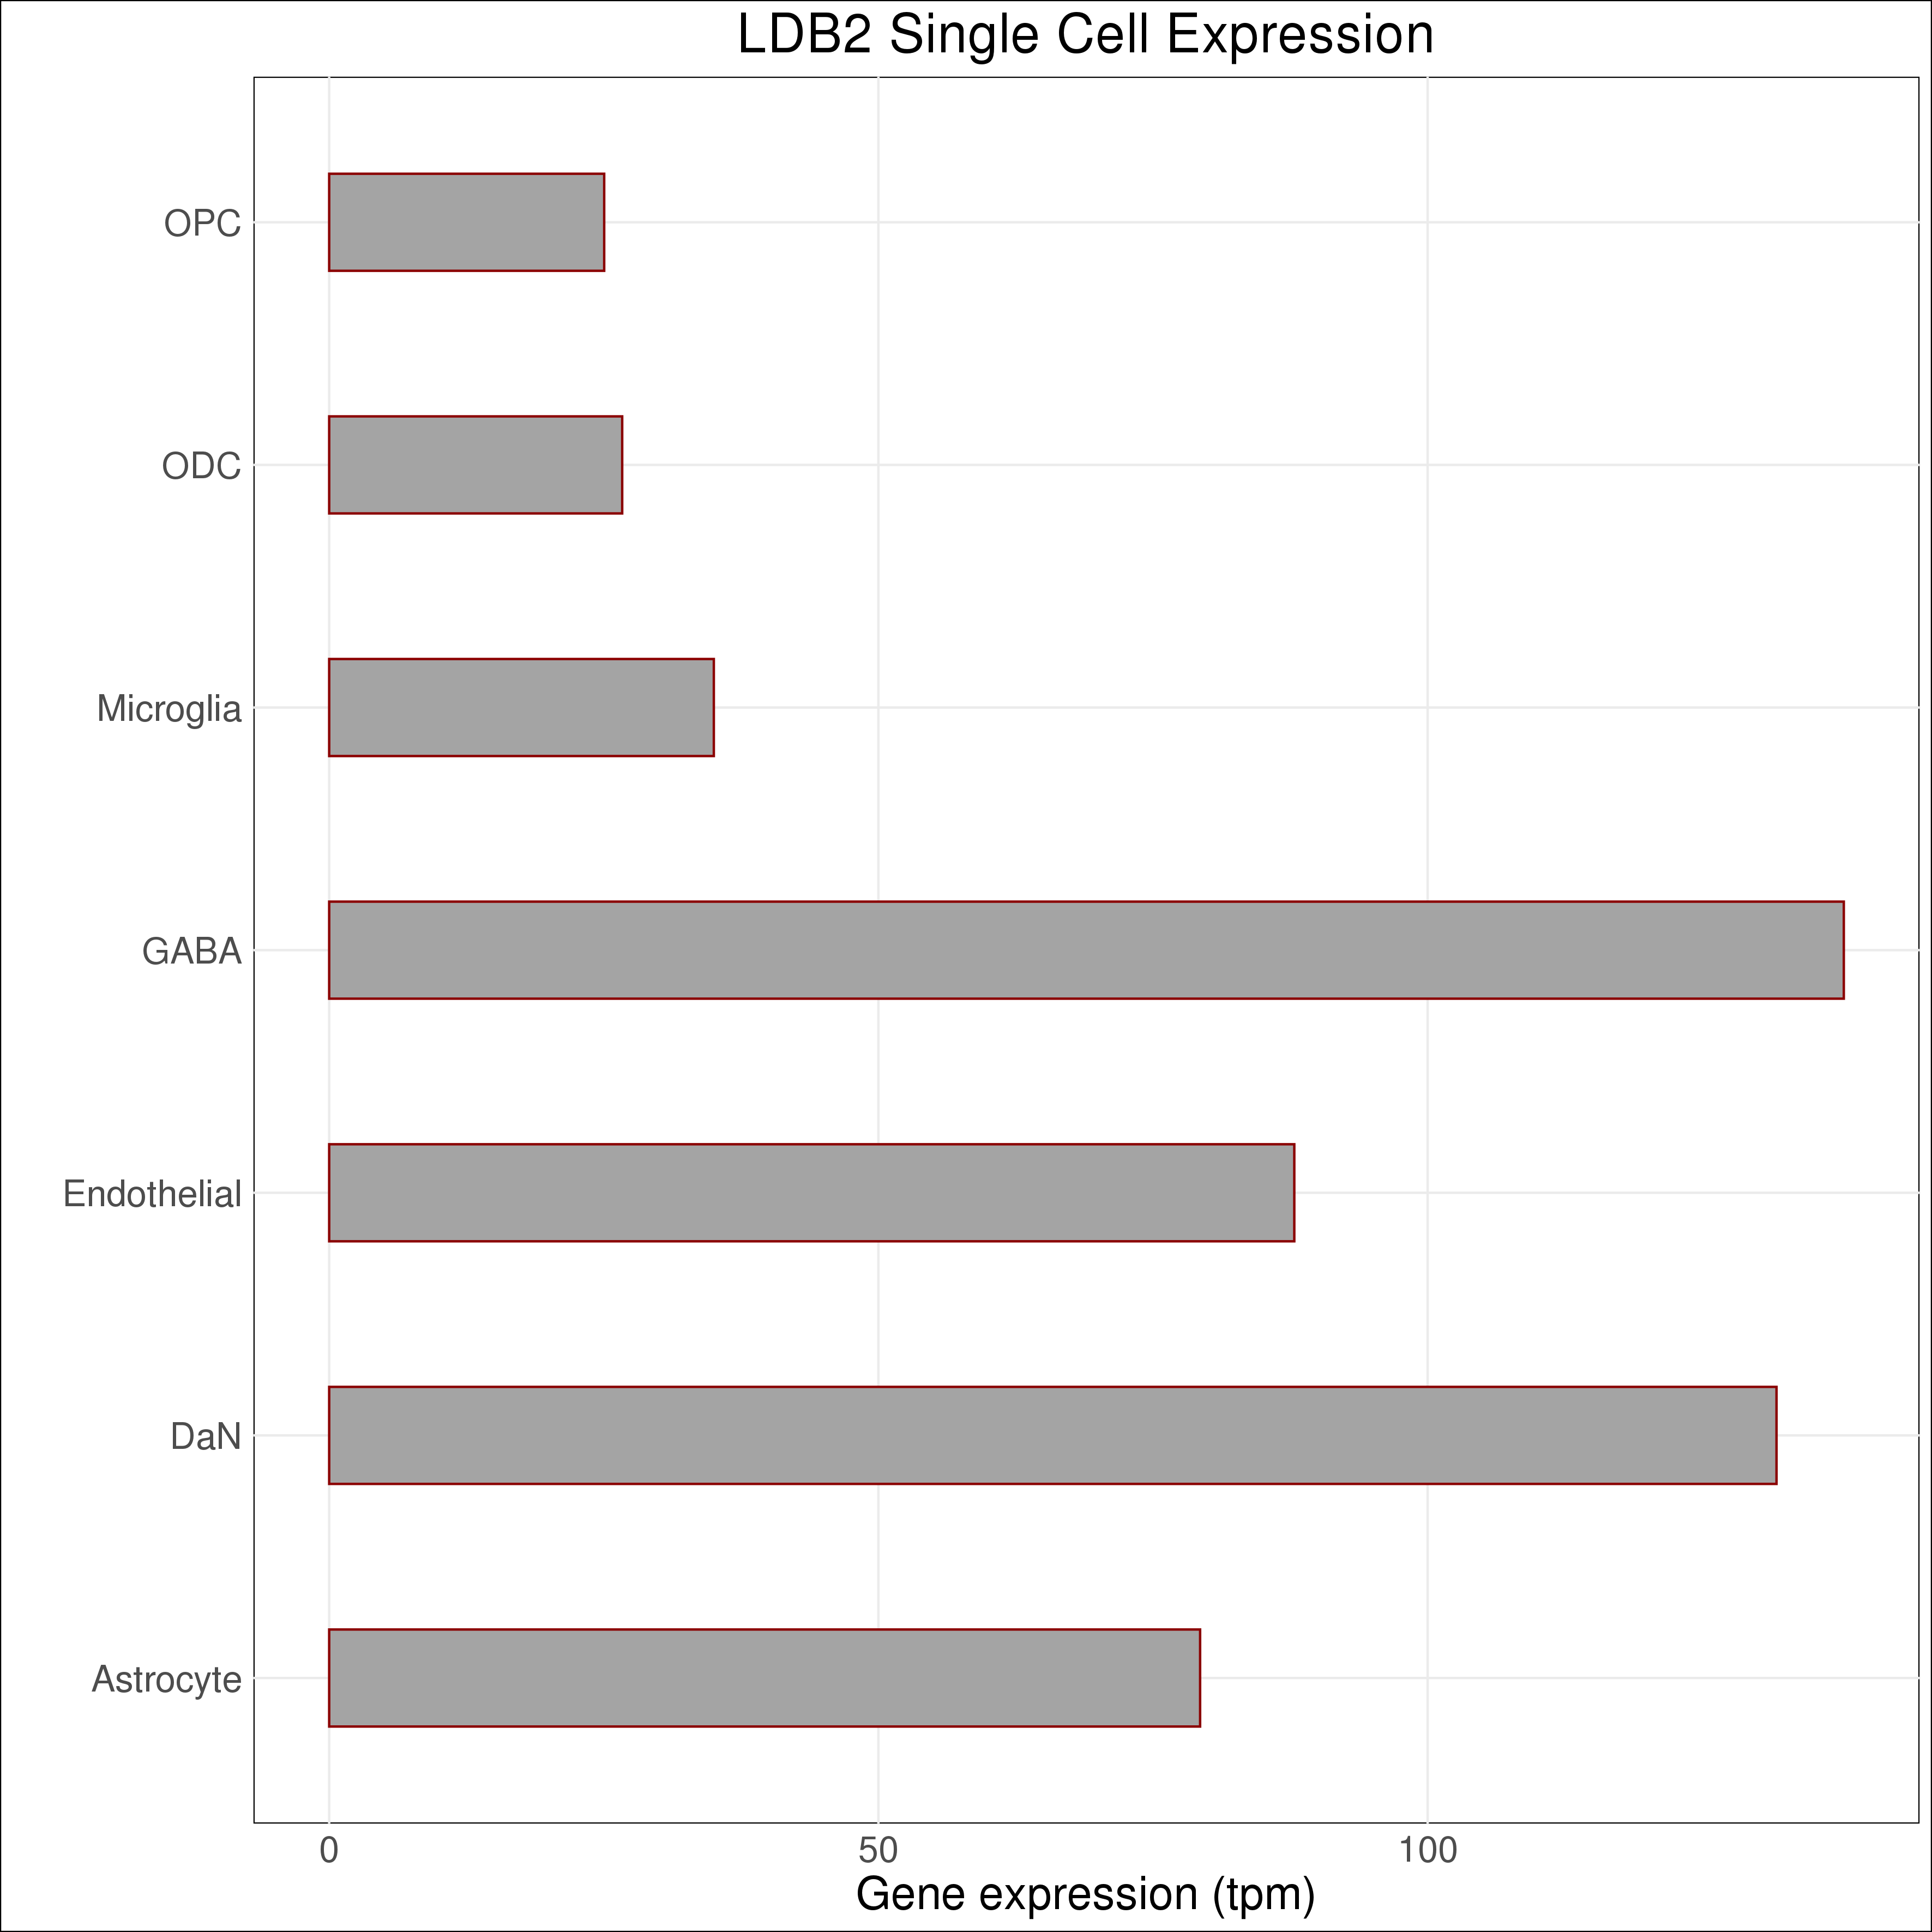 LDB2 Single Cell Expression
OPC
ODC
Microglia
GABA
Endothelial
DaN
Astrocyte
0 50 100
Gene expression (tpm)